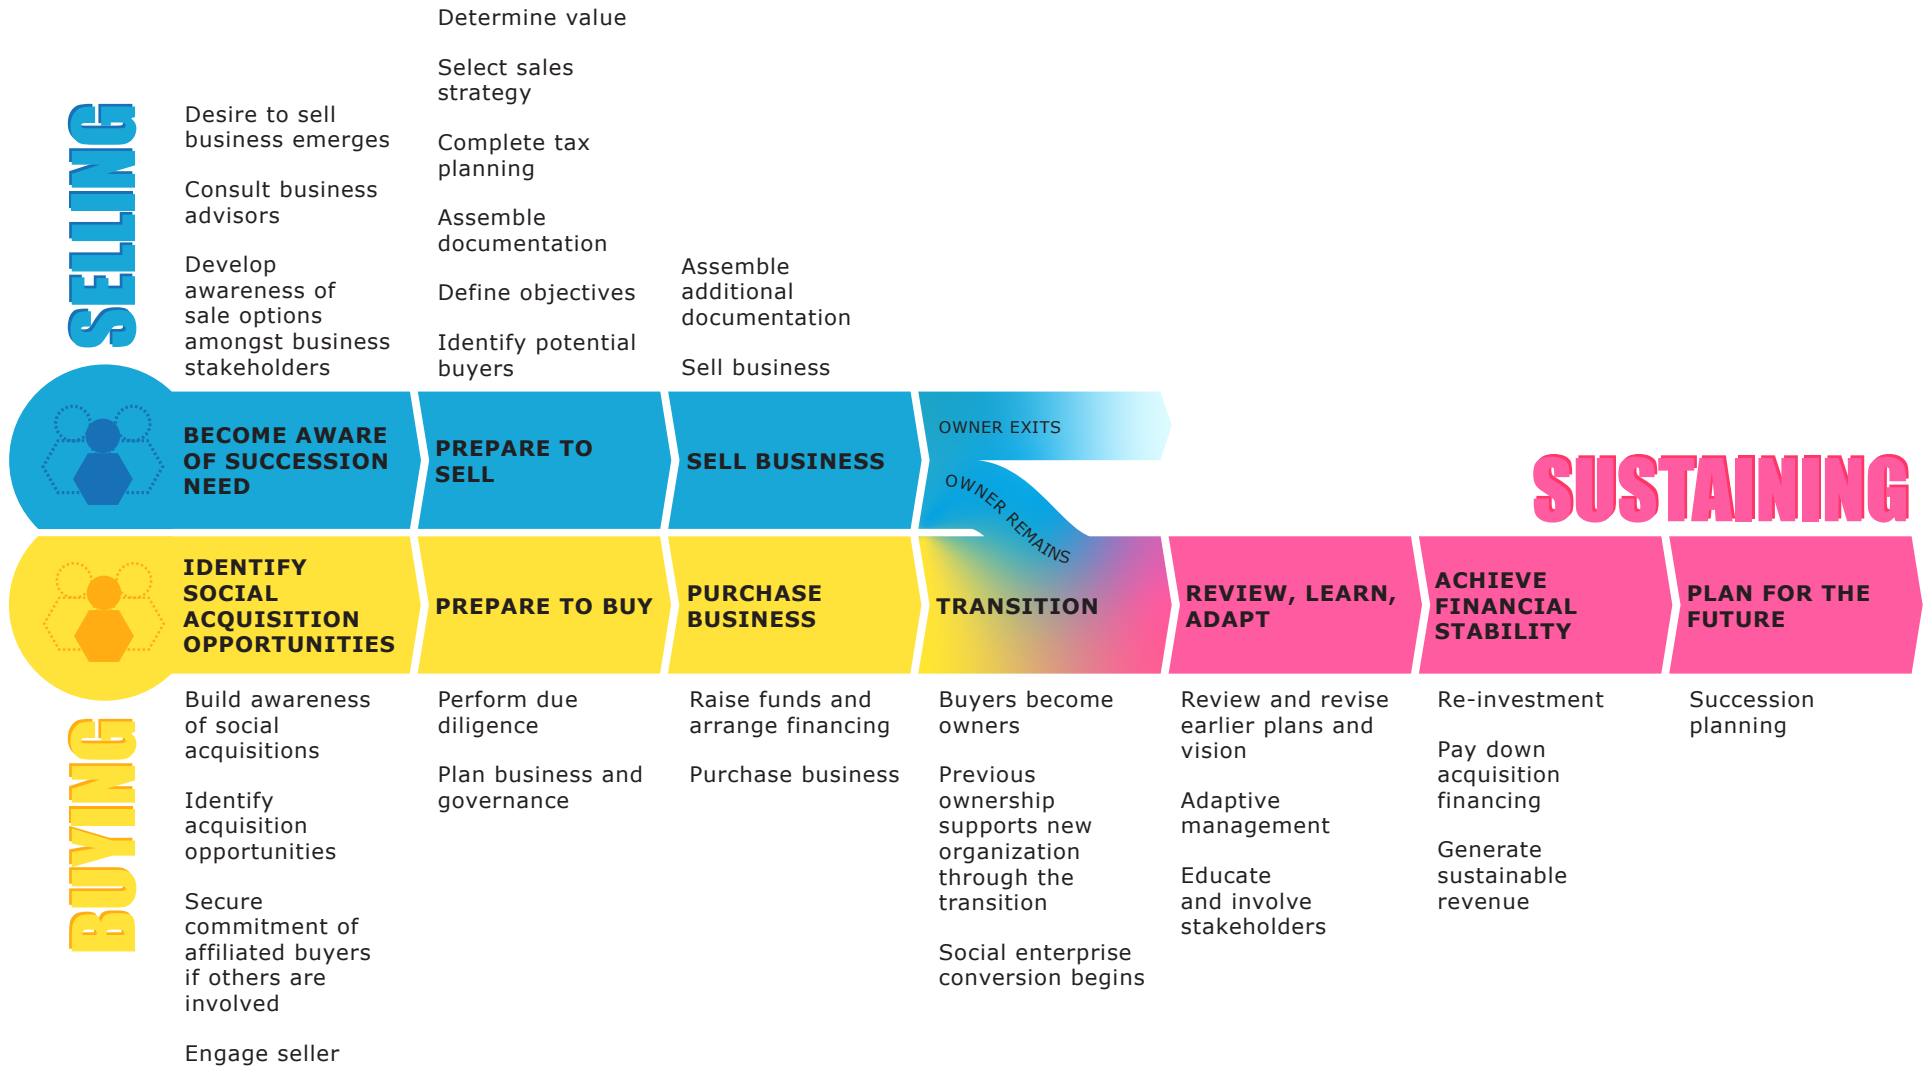 SELLING
Desire to sell
business emerges
Consult business
advisors
Develop
awareness of
sale options
amongst business
stakeholders
Determine value
Select sales
strategy
Complete tax
planning
Assemble
documentation
Define objectives
Identify potential
buyers
Assemble
additional
documentation
Sell business
BECOME AWARE
OF SUCCESSION
NEED
PREPARE TO
SELL
SELL BUSINESS
OWNER EXITS
OWNER REMAINS
SUSTAINING
IDENTIFY
SOCIAL
ACQUISITION
OPPORTUNITIES
PREPARE TO BUY
PURCHASE
BUSINESS
TRANSITION
REVIEW, LEARN,
ADAPT
ACHIEVE
FINANCIAL
STABILITY
PLAN FOR THE
FUTURE
BUYING
Build awareness
of social
acquisitions
Identify
acquisition
opportunities
Secure
commitment of
affiliated buyers
if others are
involved
Engage seller
Perform due
diligence
Plan business and
governance
Raise funds and
arrange financing
Purchase business
Buyers become
owners
Previous
ownership
supports new
organization
through the
transition
Social enterprise
conversion begins
Review and revise
earlier plans and
vision
Adaptive
management
Educate
and involve
stakeholders
Re-investment
Pay down
acquisition
financing
Generate
sustainable
revenue
Succession
planning